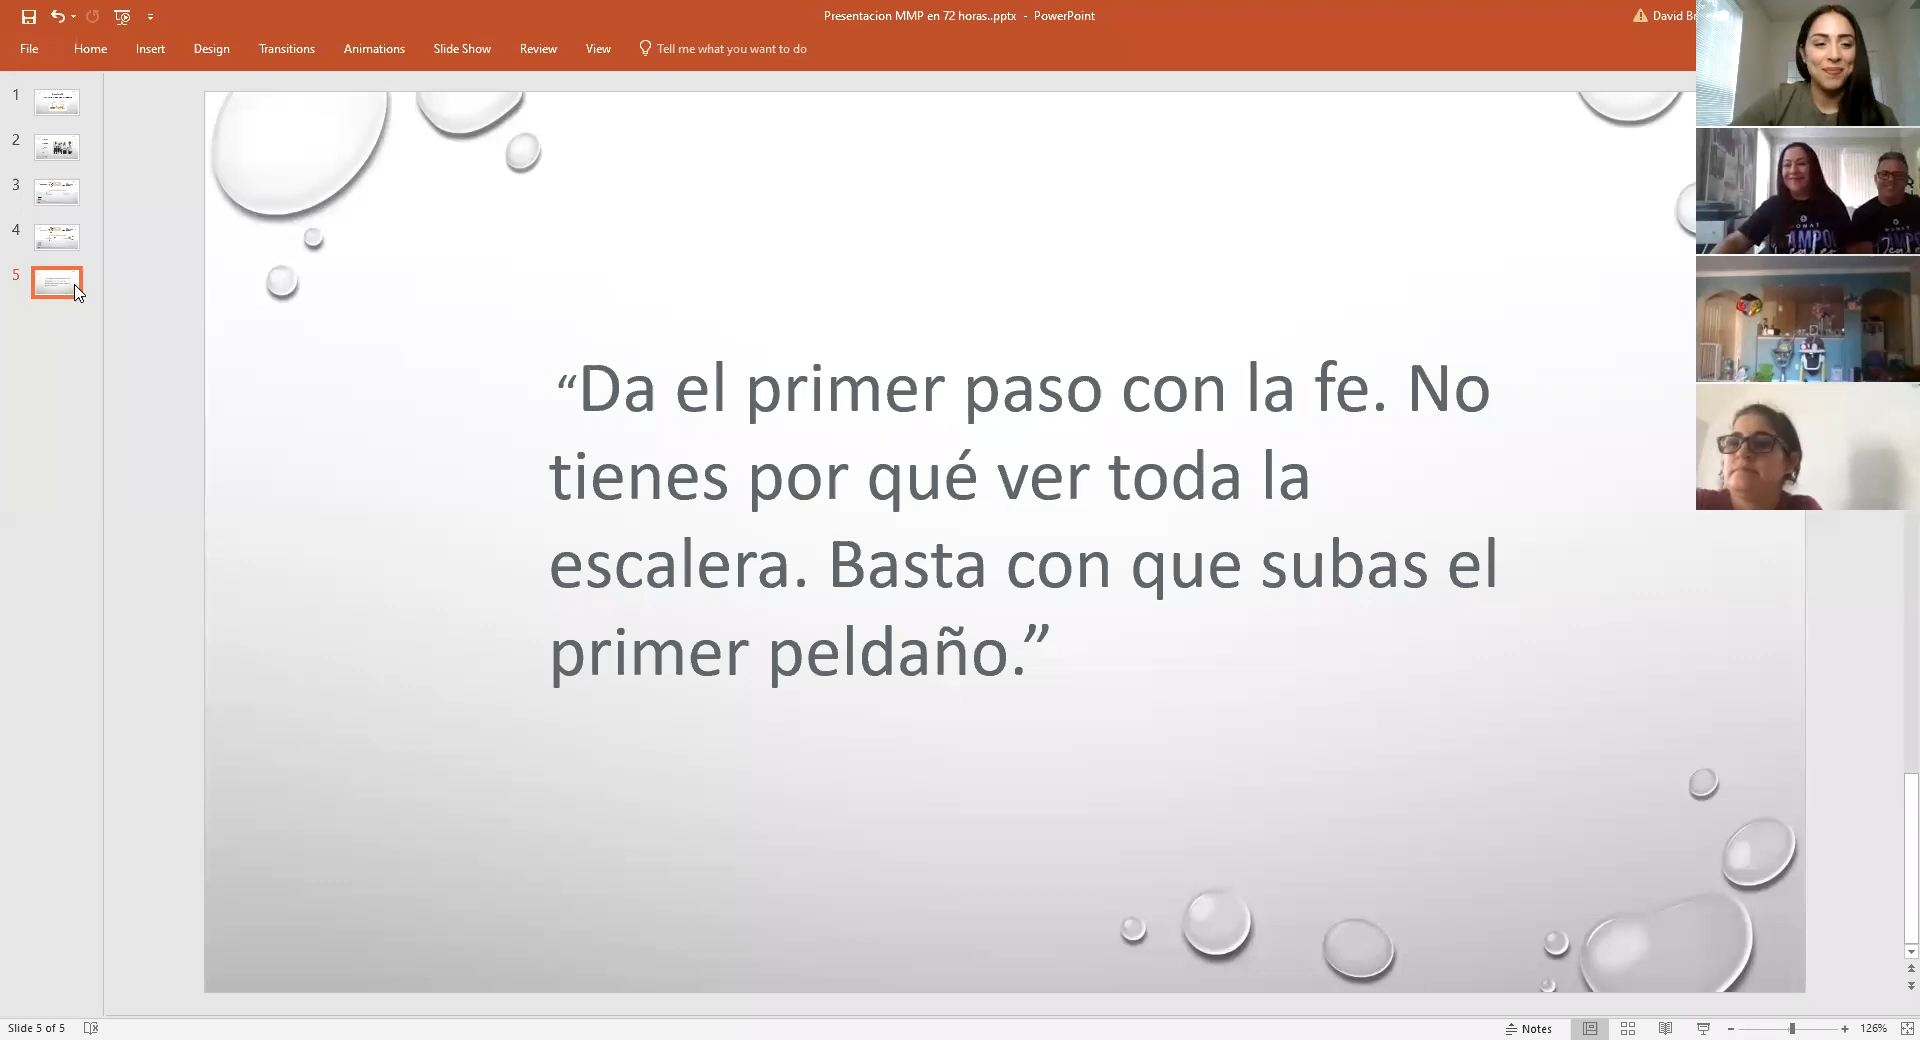 Presentacion MMP en 72 horas..pptx - PowerPoint
David B
File Home Insert Design Transitions Animations Slide Show Review View Tell me what you want to do
1
2
3
4
5
“Da el primer paso con la fe. No
tienes por qué ver toda la
escalera. Basta con que subas el
primer peldaño.”
MONAT
Slide 5 of 5
Notes
126%